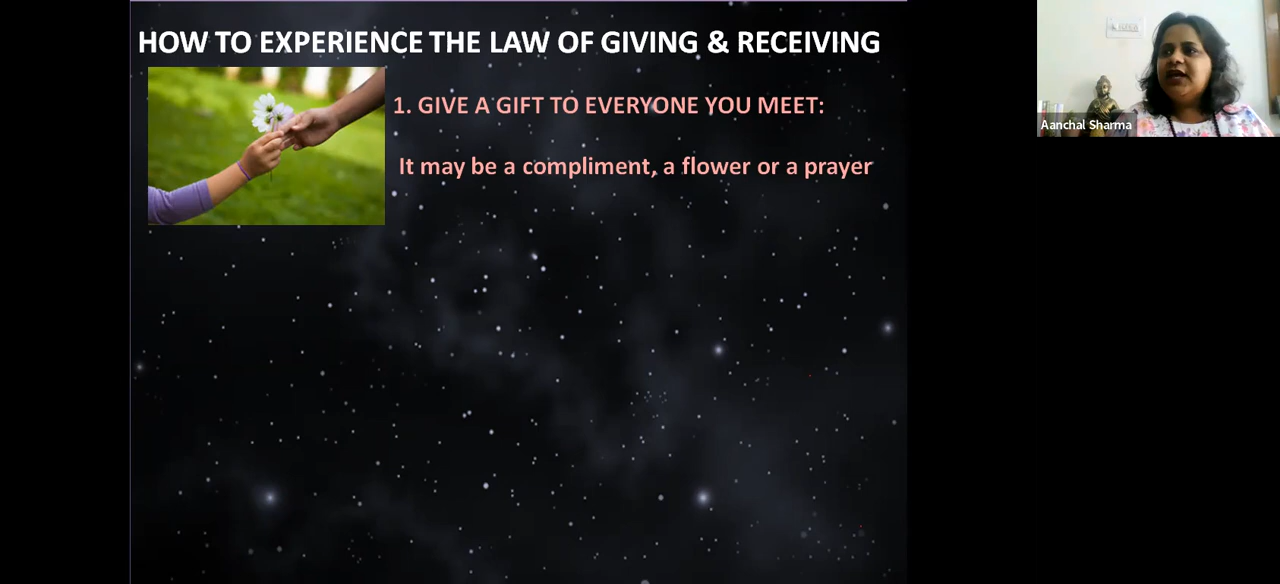 HOW TO EXPERIENCE THE LAW OF GIVING & RECEIVING
1. GIVE A GIFT TO EVERYONE YOU MEET:
It may be a compliment, a flower or a prayer
Aanchal Sharma